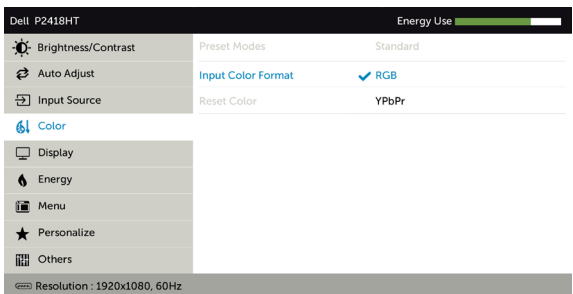 Dell P2418HT Energy Use
Brightness/Contrast Preset Modes Standard
Auto Adjust Input Color Format RGB
Input Source Reset Color YPbPr
Color
Display
Energy
Menu
Personalize
Others
Resolution : 1920x1080, 60Hz